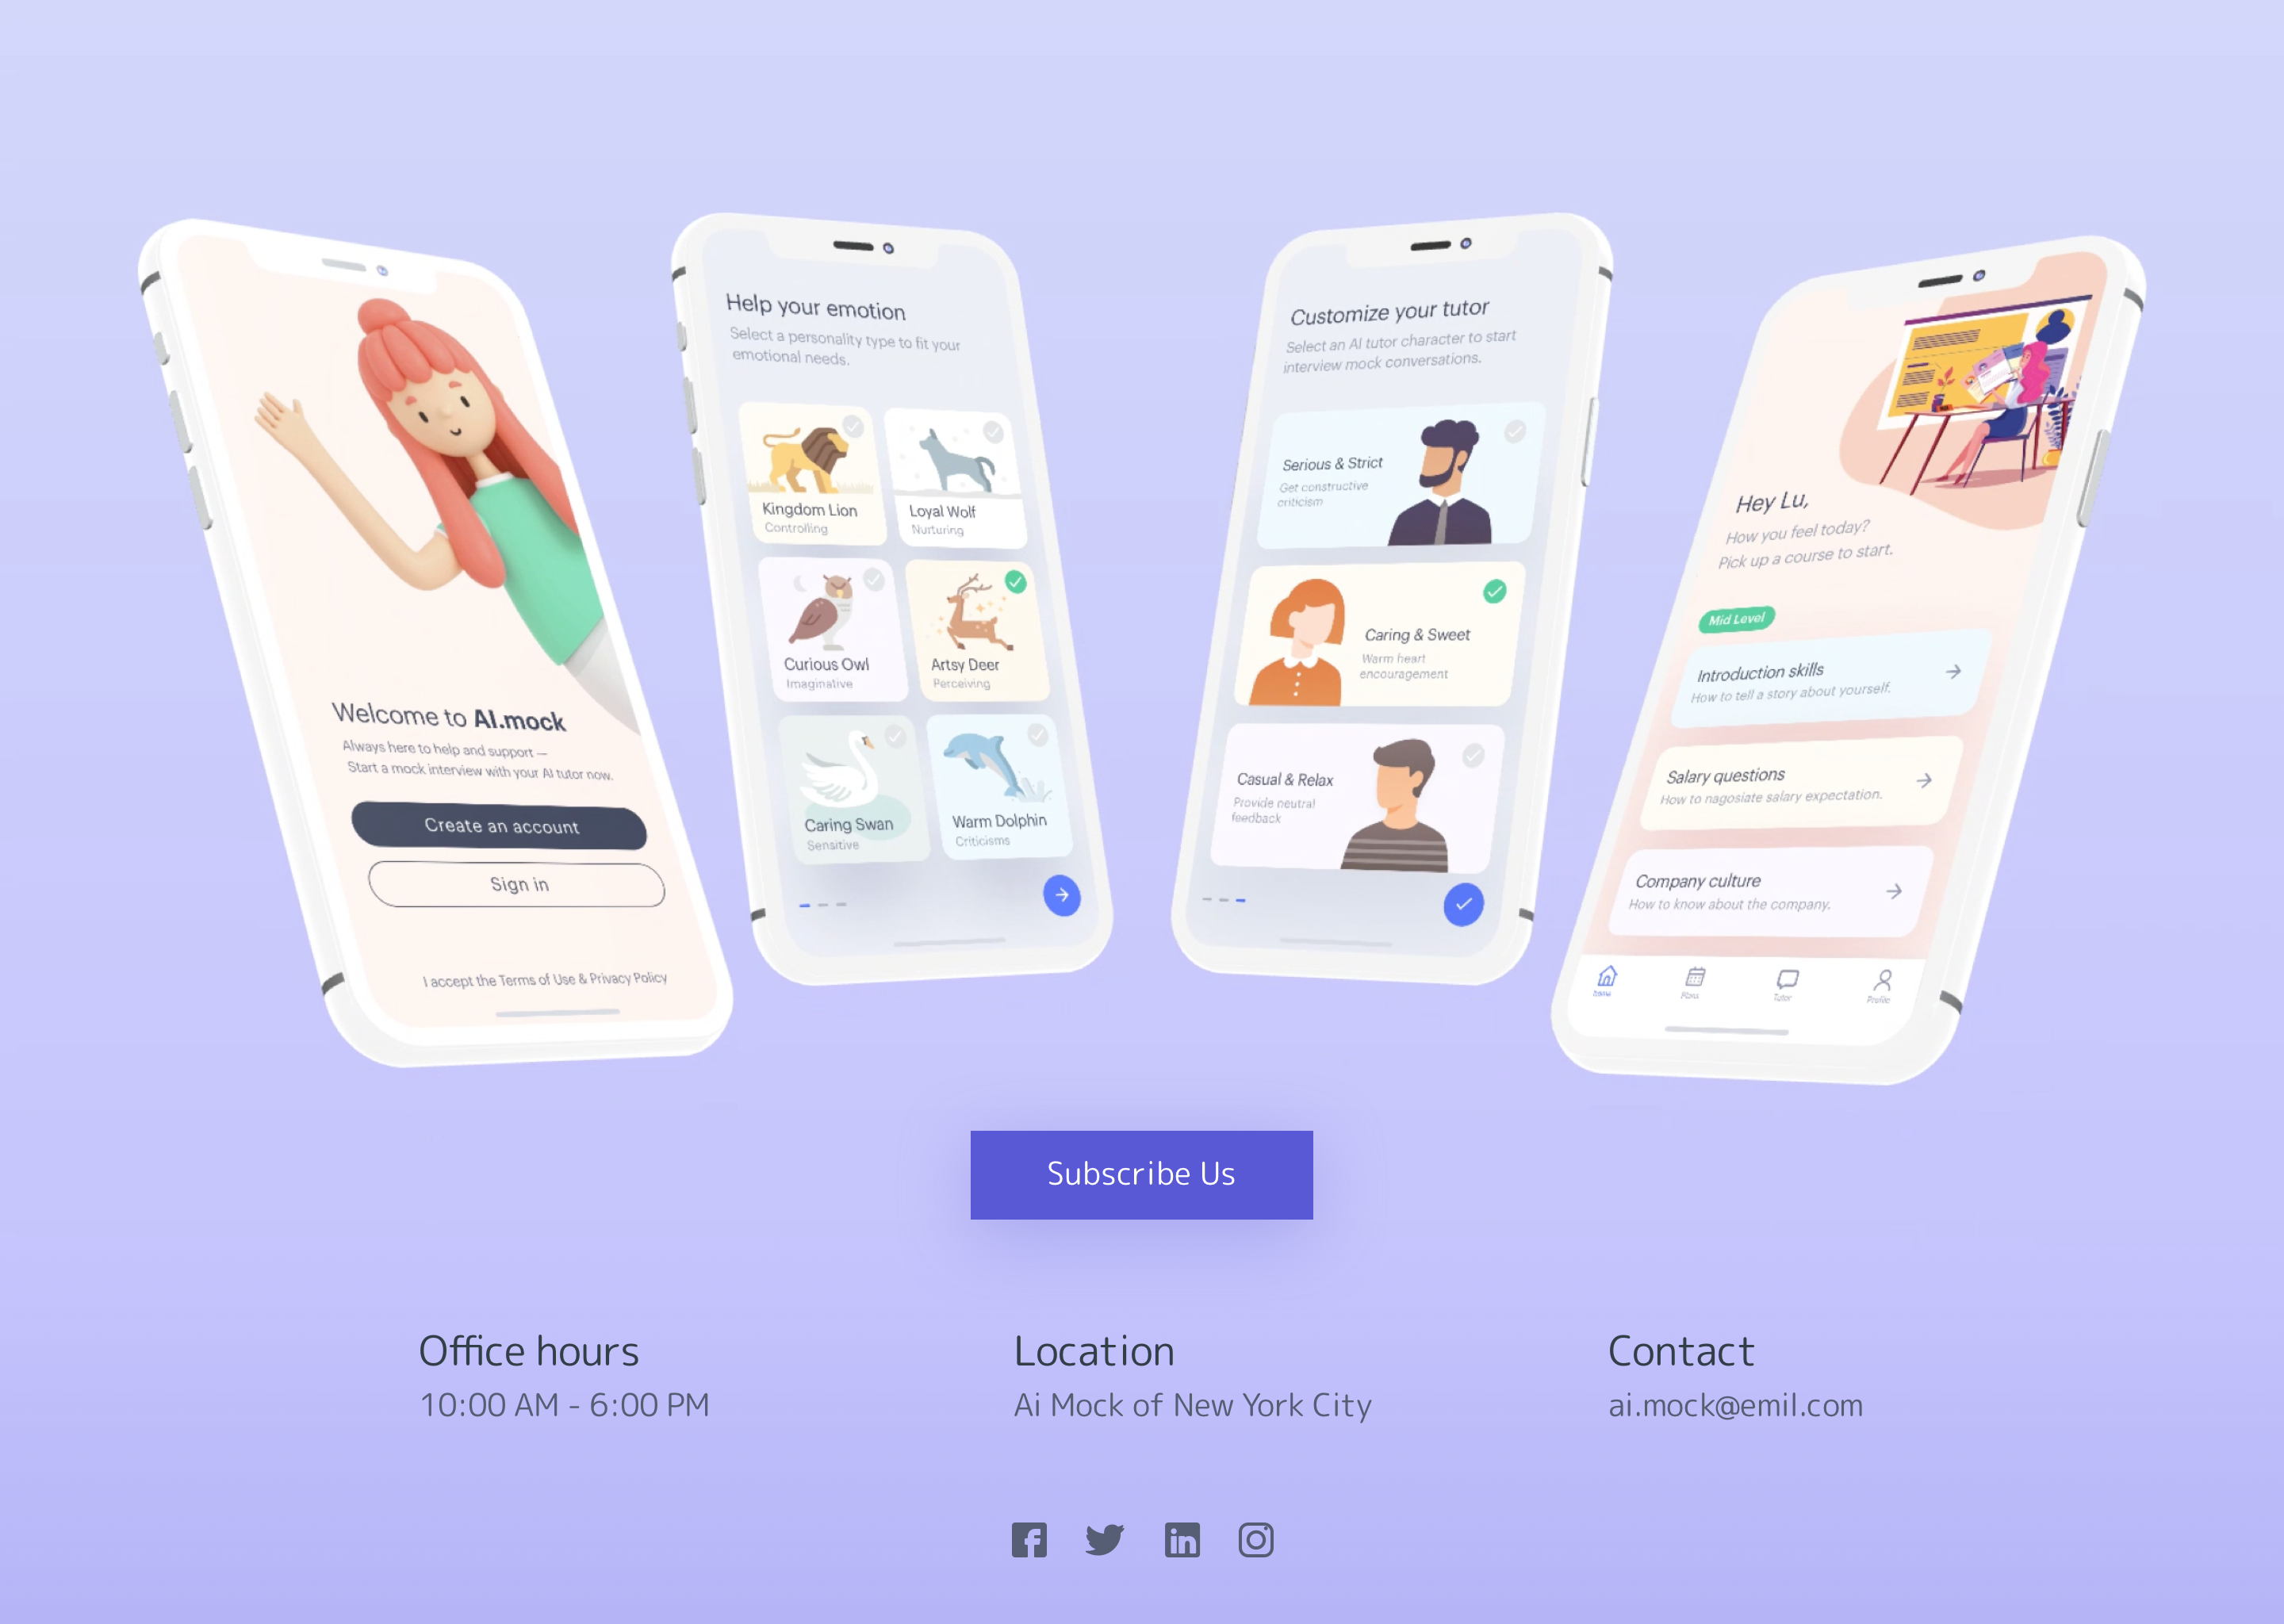 Welcome to AI.mock
Always here to help and support —
Start a mock interview with your AI tutor now.
Create an account
Sign in
I accept the Terms of Use & Privacy Policy
Help your emotion
Select a personality type to fit your
emotional needs.
Kingdom Lion
Controlling
Loyal Wolf
Nurturing
Curious Owl
Imaginative
Artsy Deer
Perceiving
Caring Swan
Sensitive
Warm Dolphin
Criticisms
Customize your tutor
Select an AI tutor character to start
interview mock conversations.
Serious & Strict
Get constructive
criticism
Caring & Sweet
Warm heart
encouragement
Casual & Relax
Provide neutral
feedback
Hey Lu,
How you feel today?
Pick up a course to start.
Mid Level
Introduction skills
How to tell a story about yourself.
Salary questions
How to nagosiate salary expectation.
Company culture
How to know about the company.
home
Plans
Tutor
Profile
Subscribe Us
Office hours
10:00 AM - 6:00 PM
Location
Ai Mock of New York City
Contact
ai.mock@emil.com